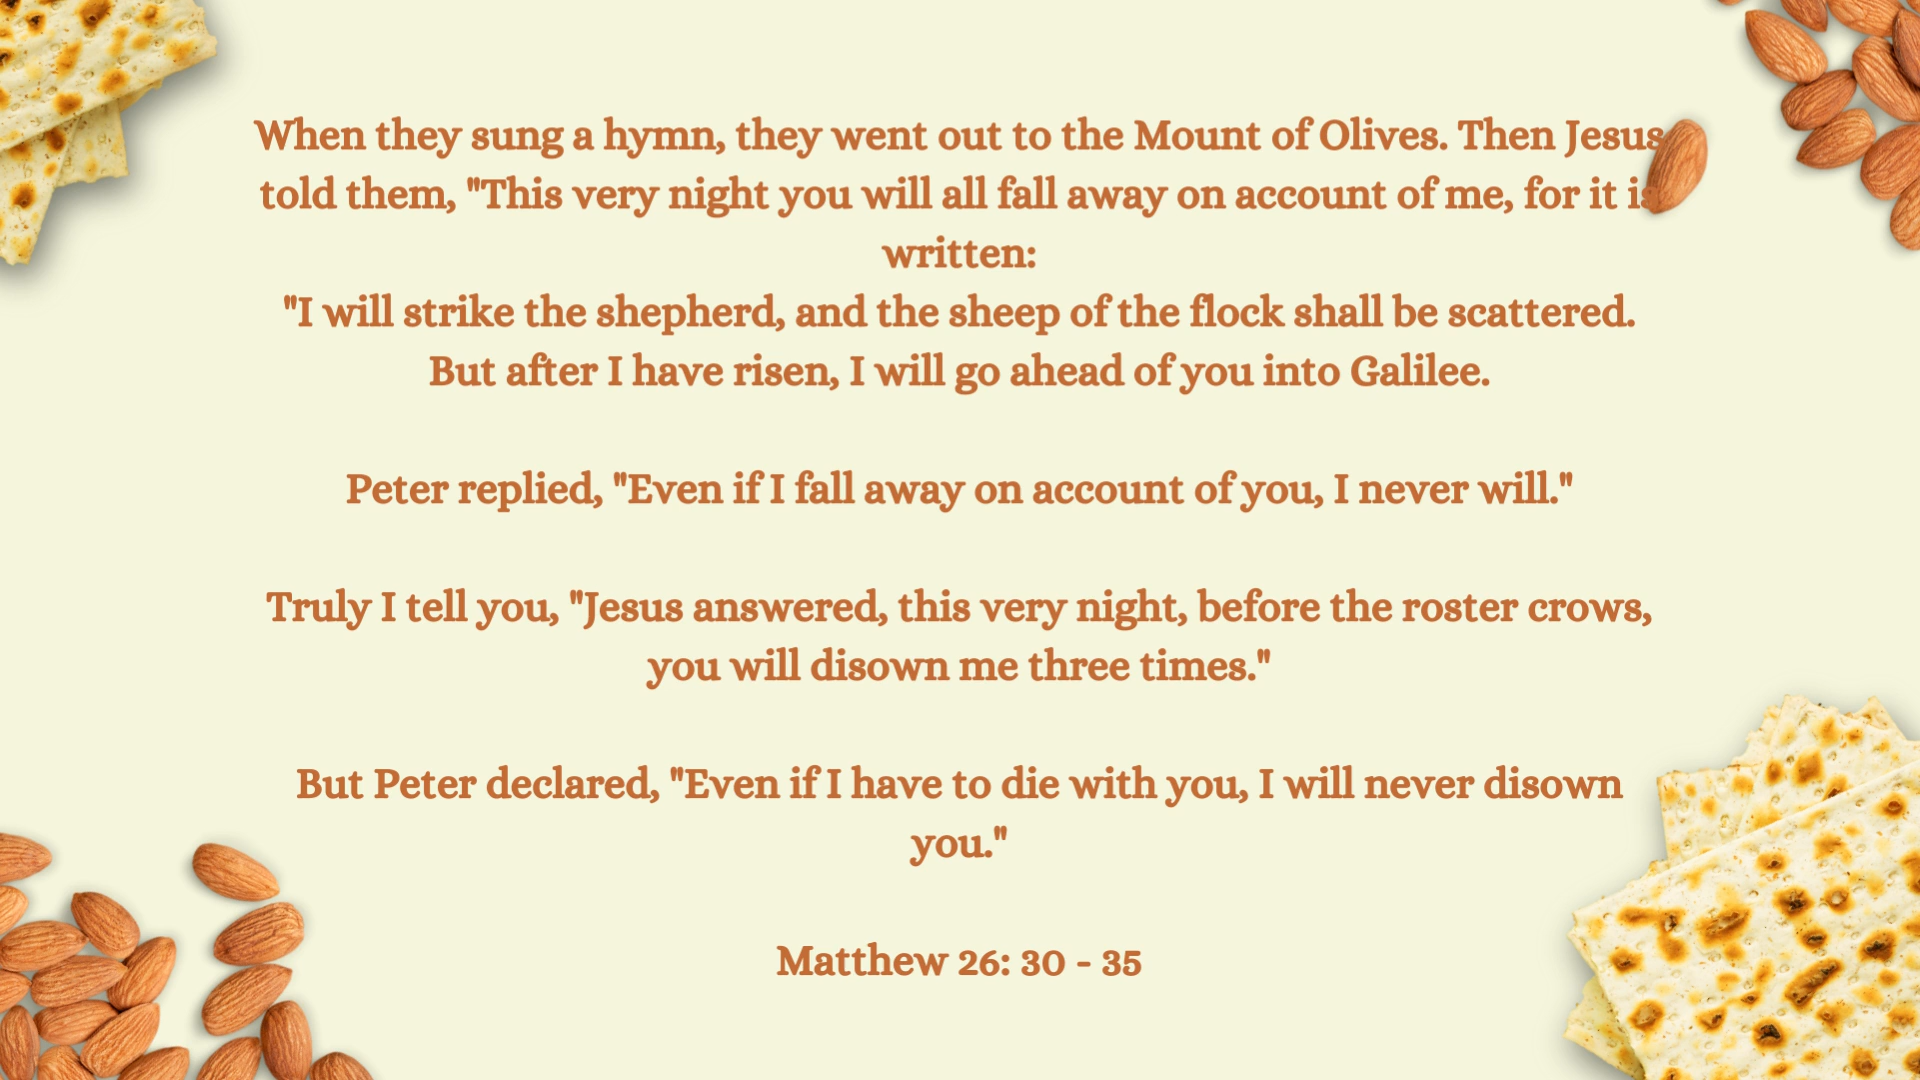 When they sung a hymn, they went out to the Mount of Olives. Then Jesus
told them, "This very night you will all fall away on account of me, for it is
written:
"I will strike the shepherd, and the sheep of the flock shall be scattered.
But after I have risen, I will go ahead of you into Galilee.
Peter replied, "Even if I fall away on account of you, I never will."
Truly I tell you, "Jesus answered, this very night, before the roster crows,
you will disown me three times."
But Peter declared, "Even if I have to die with you, I will never disown
you."
Matthew 26: 30 - 35